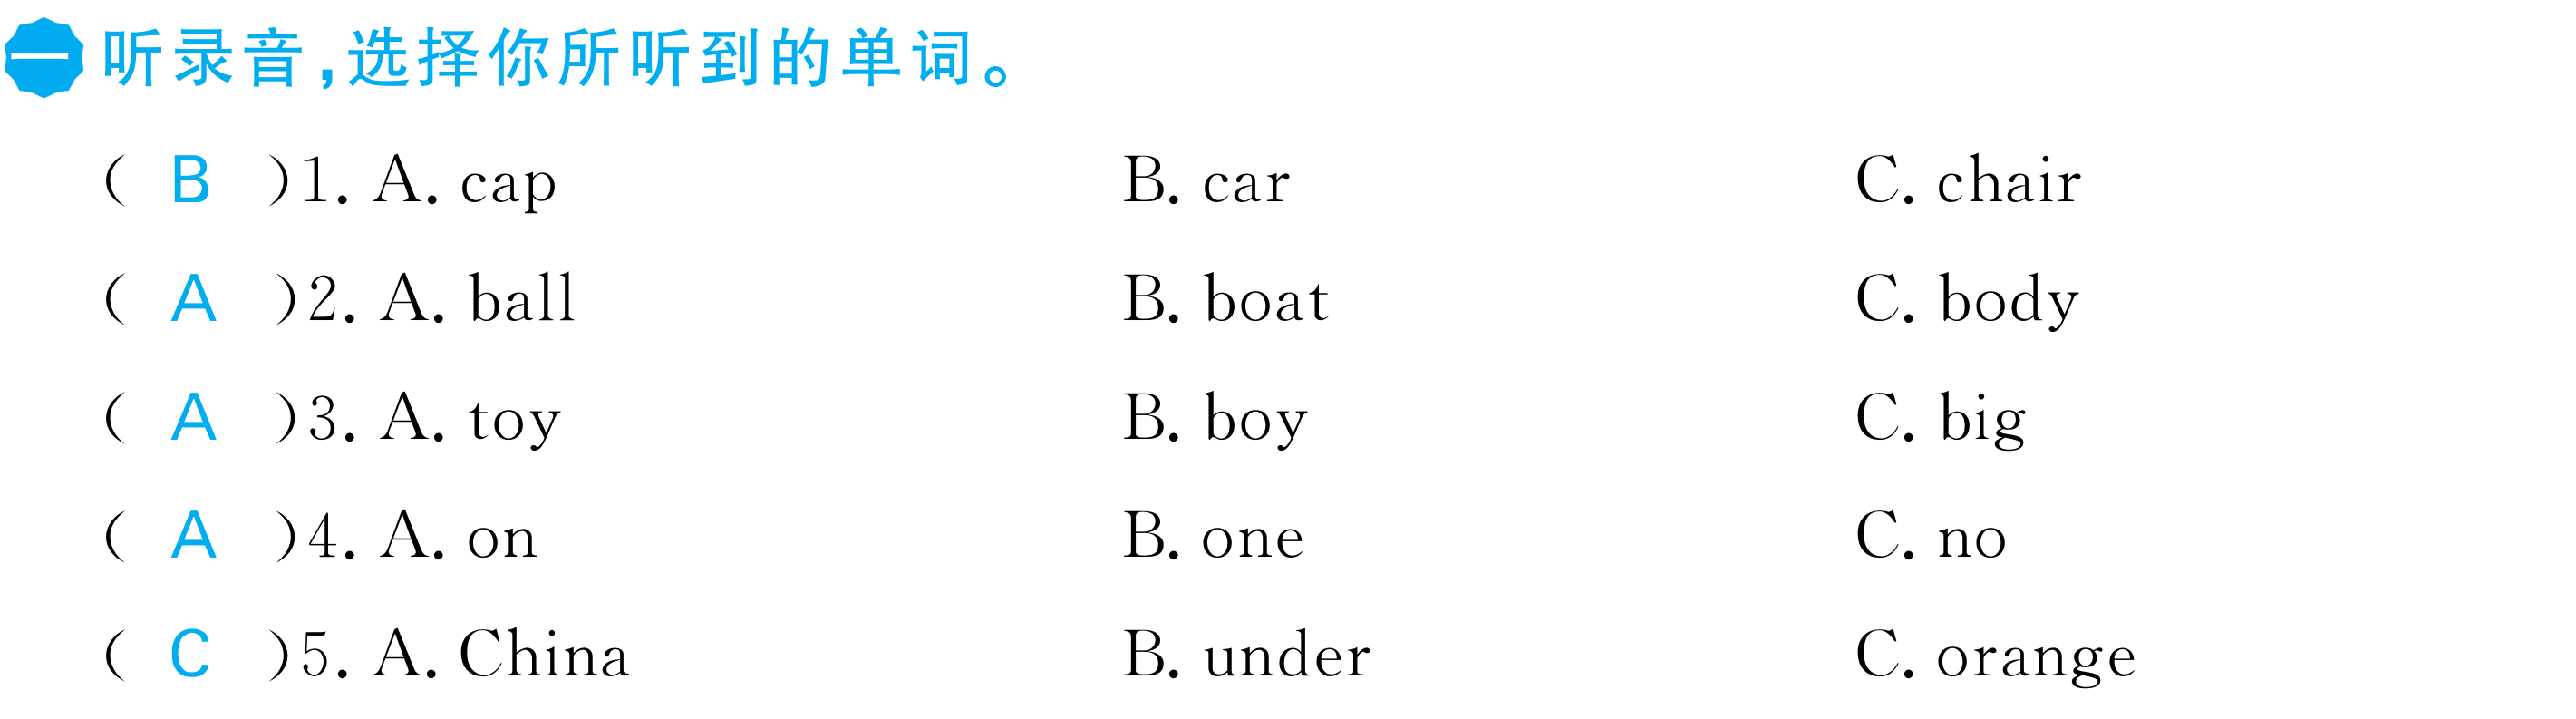 一 听录音,选择你所听到的单词。
( B )1. A. cap B. car C. chair
( A )2. A. ball B. boat C. body
( A )3. A. toy B. boy C. big
( A )4. A. on B. one C. no
( C )5. A. China B. under C. orange